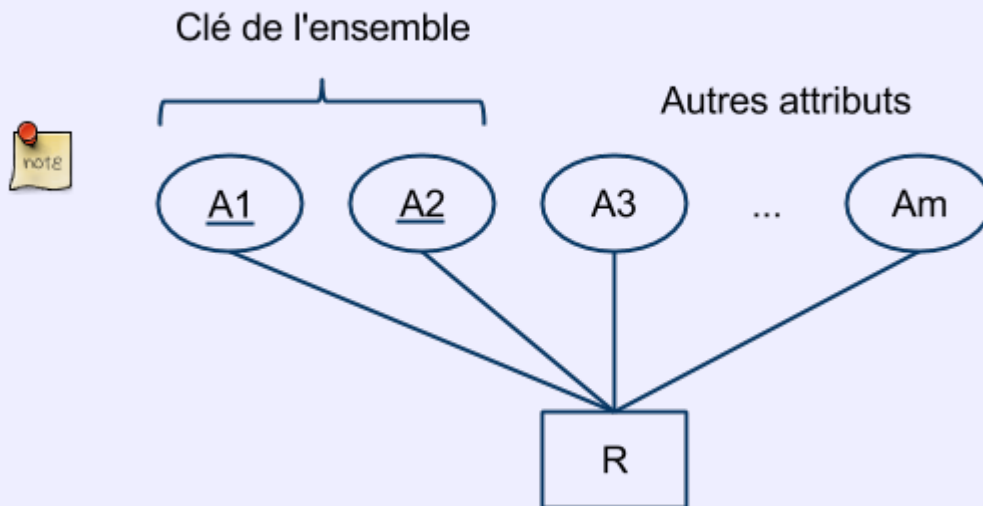 Clé de l'ensemble
Autres attributs
note
A1 A2 A3 ... Am
R